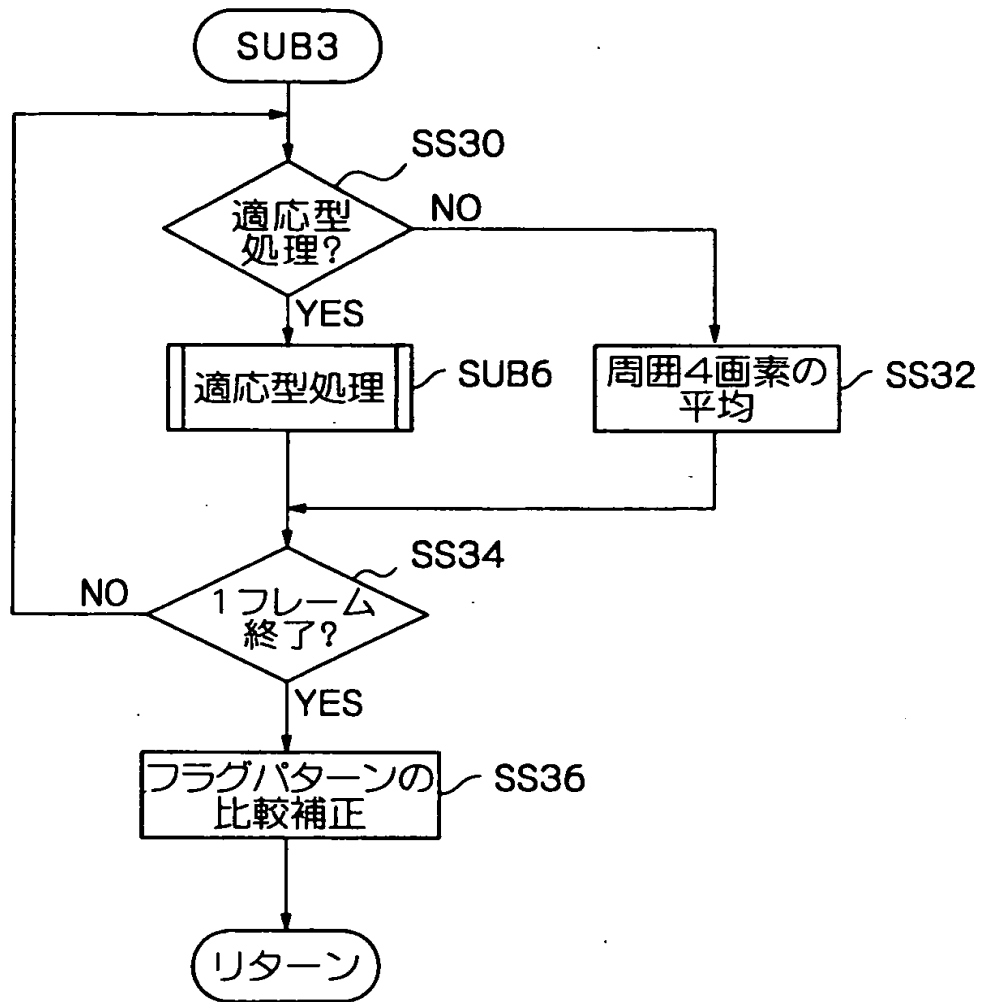 SUB3
SS30
適応型
処理?
NO
YES
適応型処理
SUB6
周囲4画素の
平均
SS32
SS34
NO
1フレーム
終了?
YES
フラグパターンの
比較補正
SS36
リターン